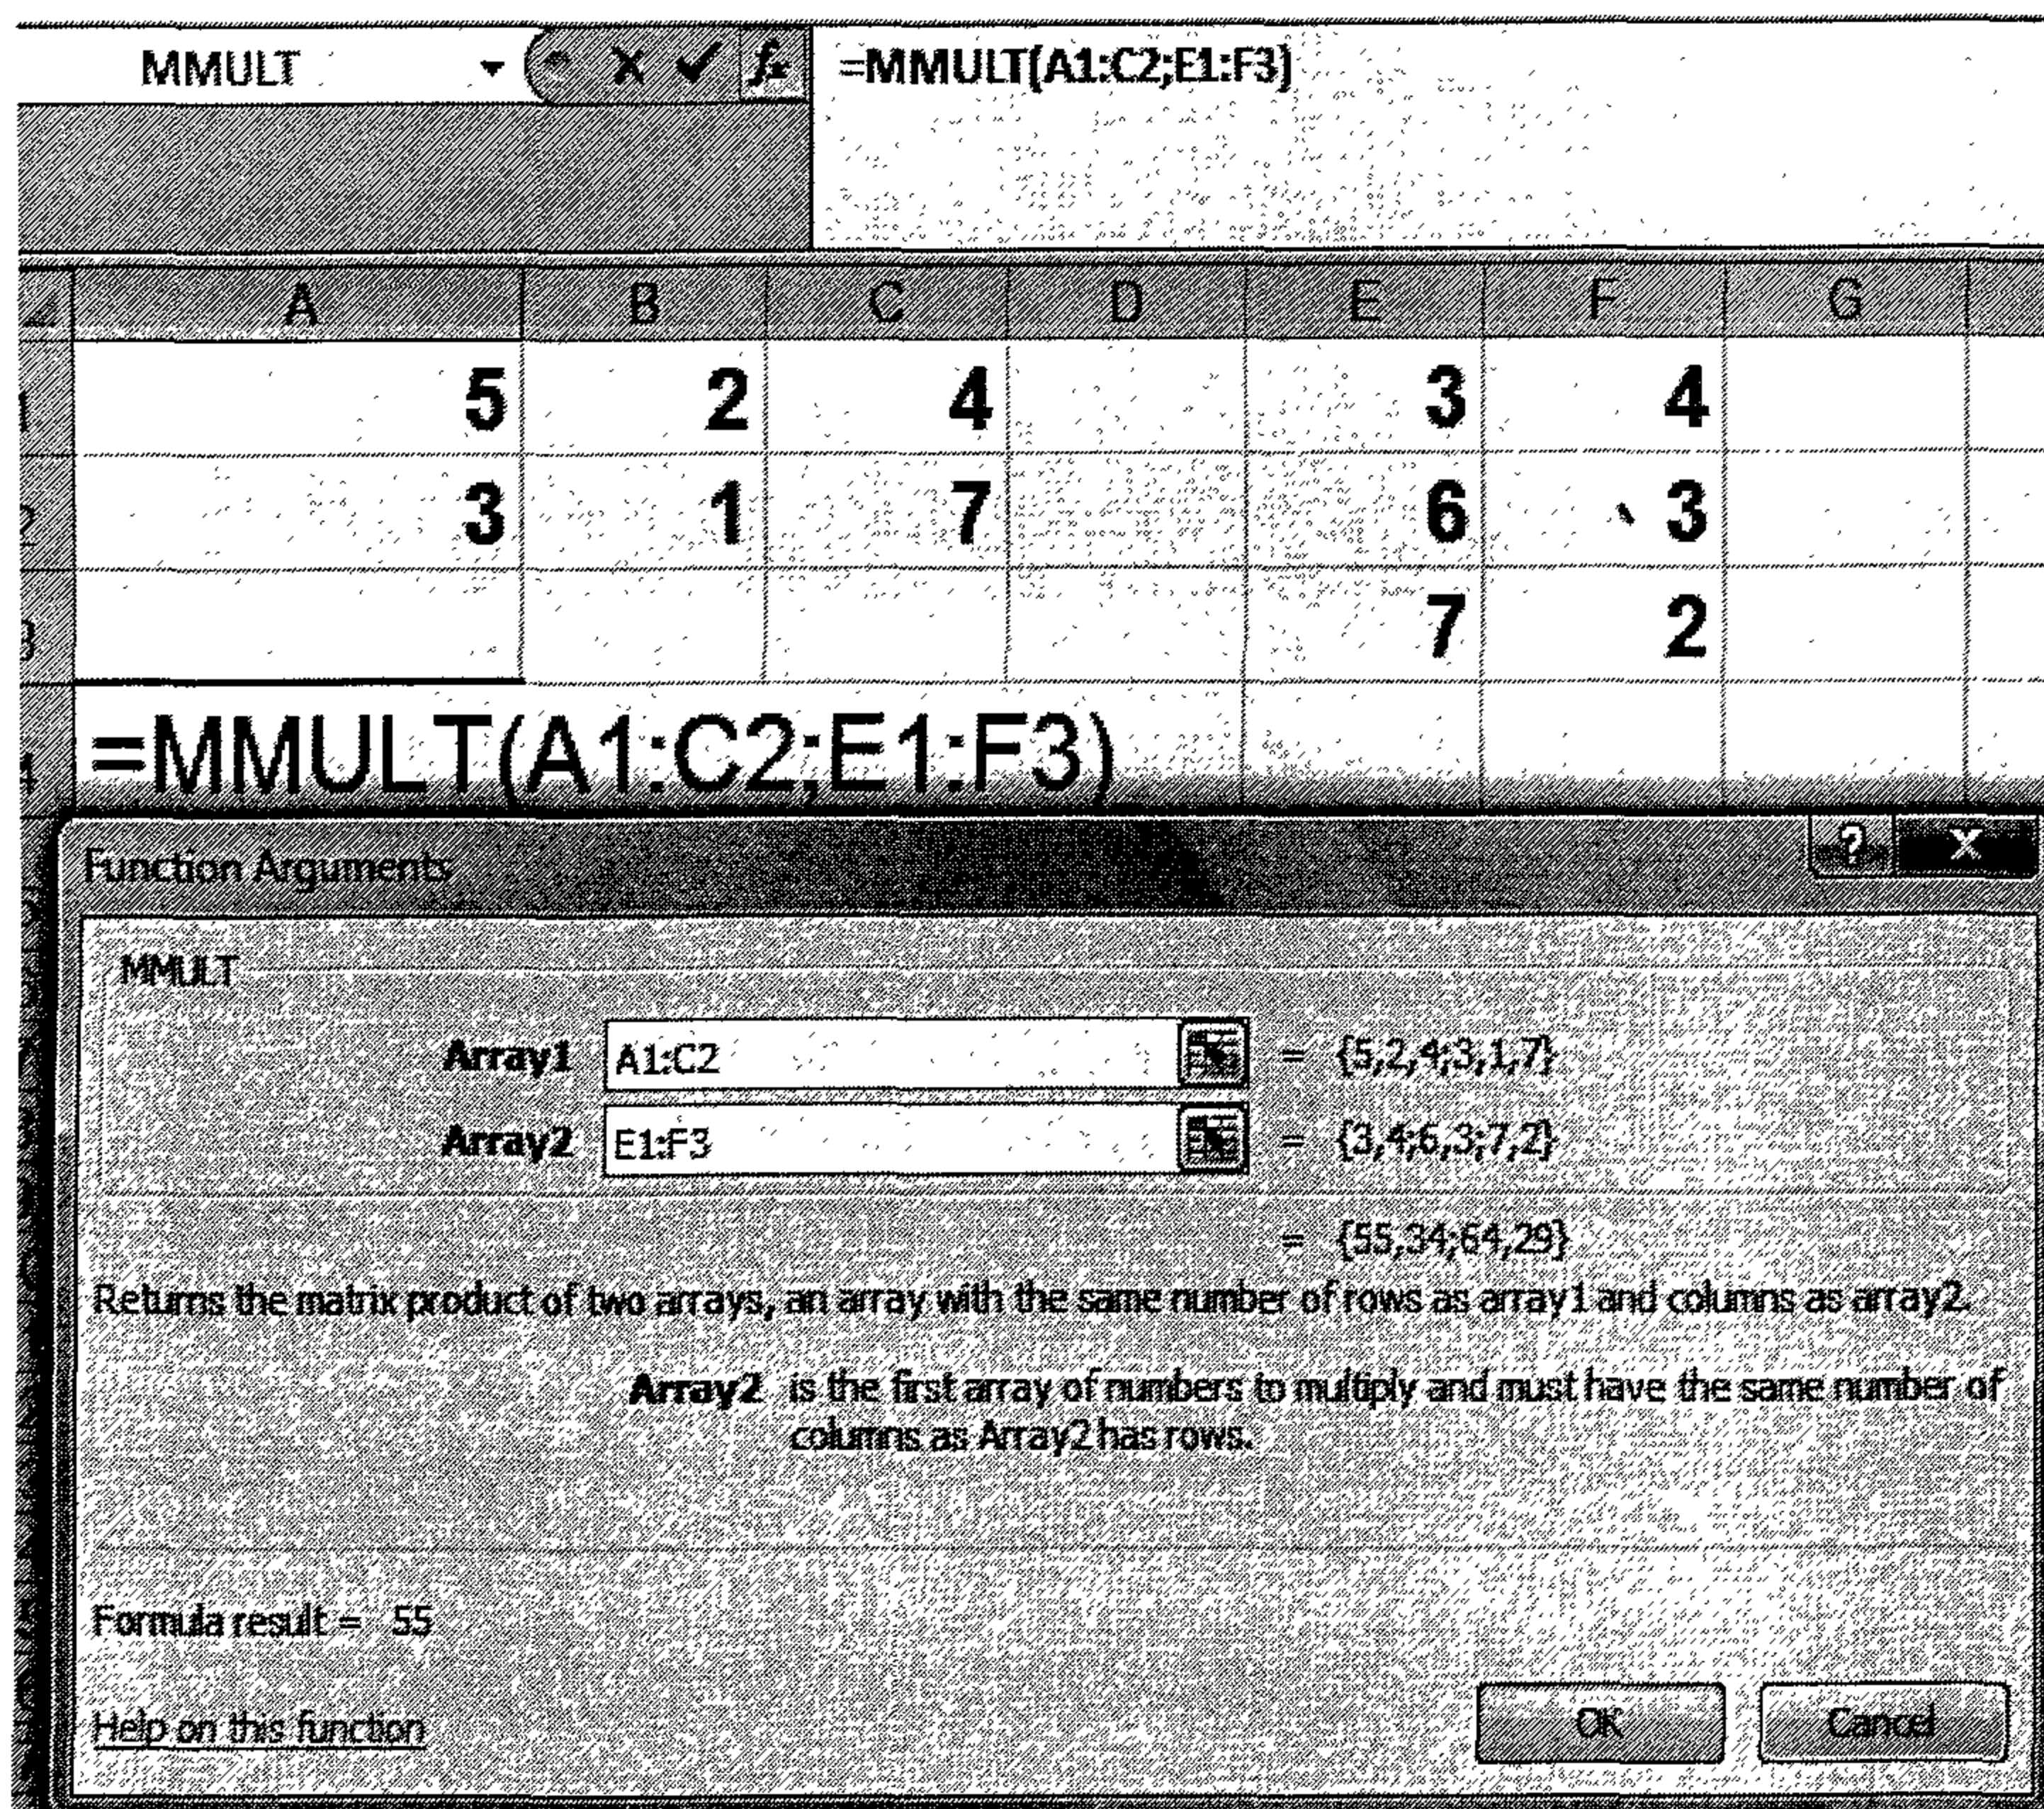 MMULT X ✓ fx =MMULT(A1:C2;E1:F3)
A B C D E F G
1 5 2 4 3 4
2 3 1 7 6 3
3 7 2
4 =MMULT(A1:C2;E1:F3)
Function Arguments ? X
MMULT
Array1 A1:C2 = {5,2,4;3,1,7}
Array2 E1:F3 = {3,4;6,3;7,2}
= {55,34;64,29}
Returns the matrix product of two arrays, an array with the same number of rows as array1 and columns as array2.
Array2 is the first array of numbers to multiply and must have the same number of
columns as Array2 has rows.
Formula result = 55
Help on this function OK Cancel